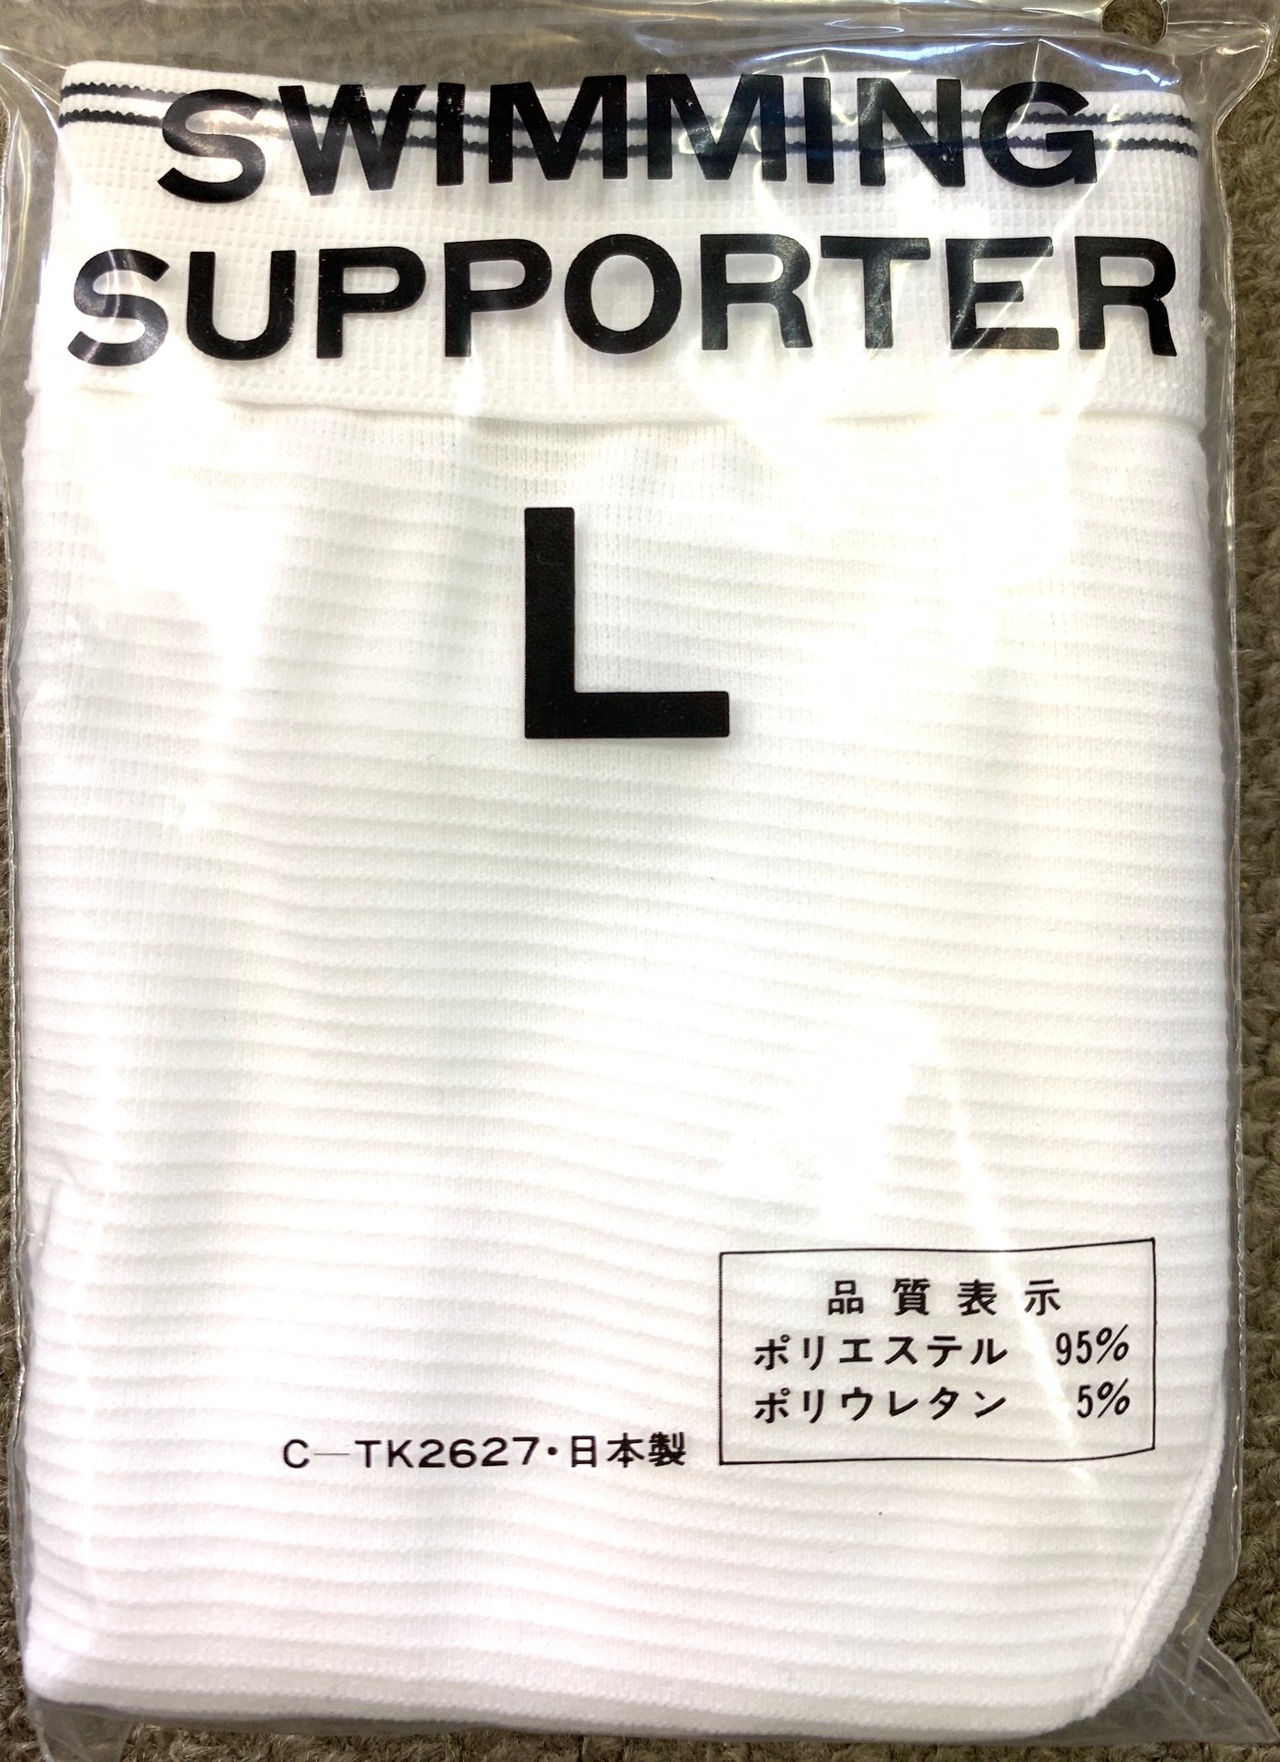 SWIMMING
SUPPORTER
L
品質表示
ポリエステル 95%
ポリウレタン 5%
C—TK2627・日本製